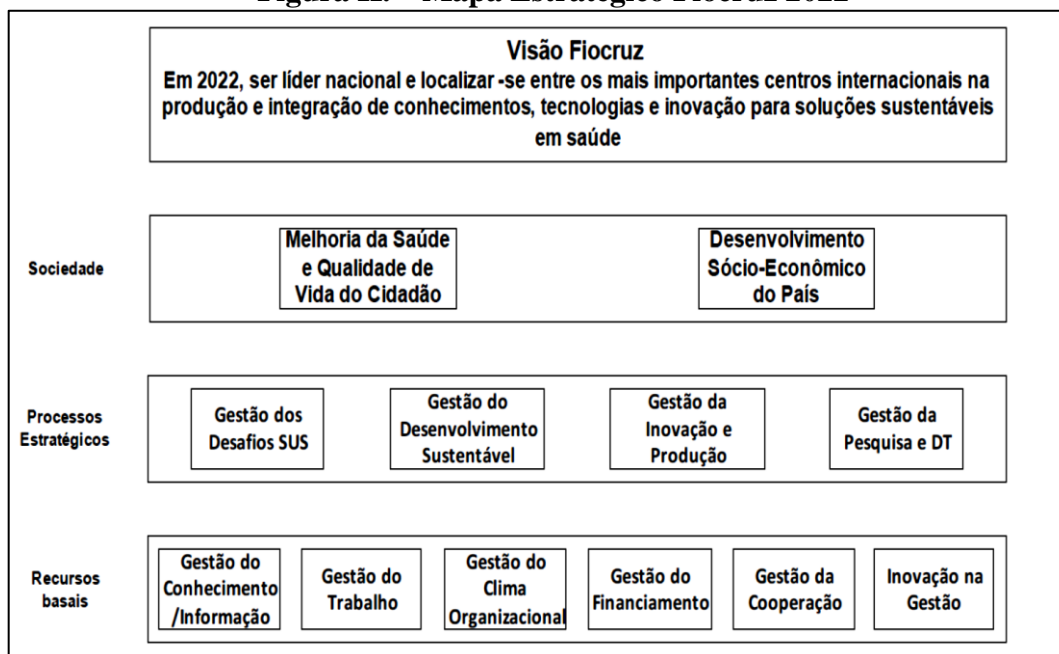 Visão Fiocruz
Em 2022, ser líder nacional e localizar -se entre os mais importantes centros internacionais na
produção e integração de conhecimentos, tecnologias e inovação para soluções sustentáveis
em saúde
Sociedade
Melhoria da Saúde
e Qualidade de
Vida do Cidadão
Desenvolvimento
Sócio-Econômico
do País
Processos
Estratégicos
Gestão dos
Desafios SUS
Gestão do
Desenvolvimento
Sustentável
Gestão da
Inovação e
Produção
Gestão da
Pesquisa e DT
Recursos
basais
Gestão do
Conhecimento
/Informação
Gestão do
Trabalho
Gestão do
Clima
Organizacional
Gestão do
Financiamento
Gestão da
Cooperação
Inovação na
Gestão